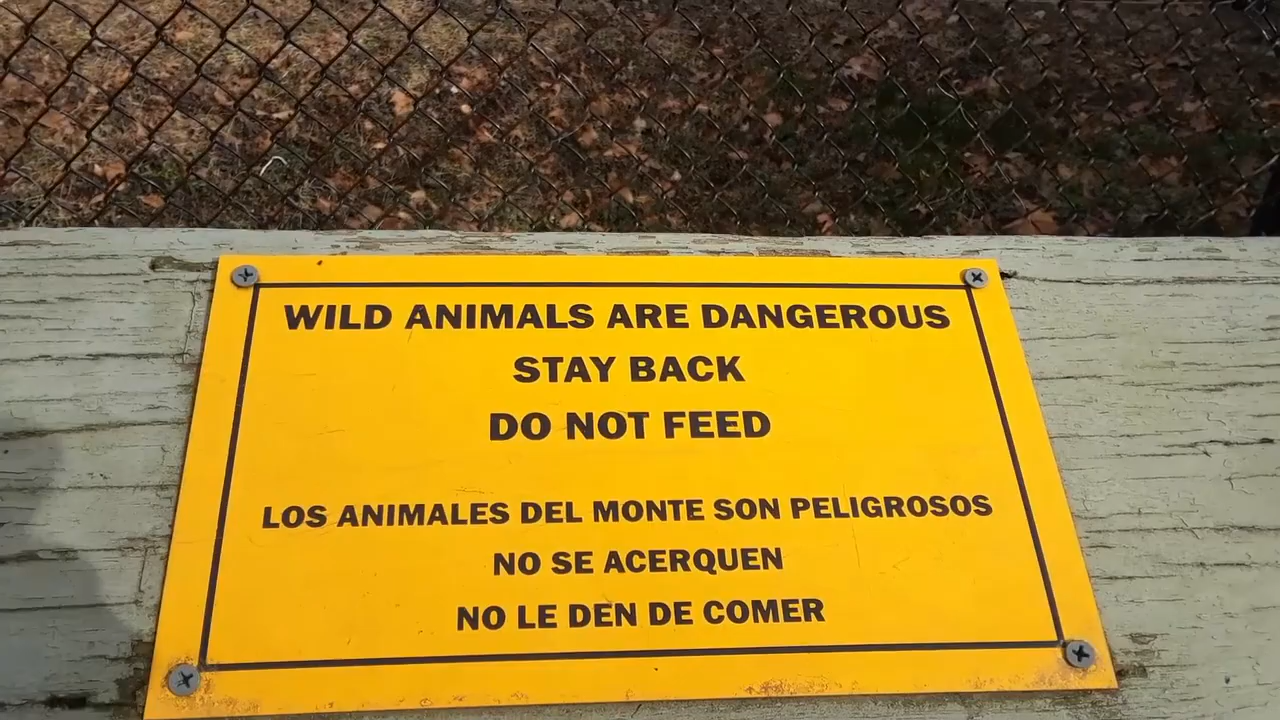 WILD ANIMALS ARE DANGEROUS
STAY BACK
DO NOT FEED
LOS ANIMALES DEL MONTE SON PELIGROSOS
NO SE ACERQUEN
NO LE DEN DE COMER